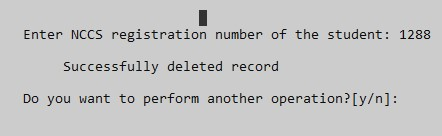 Enter NCCS registration number of the student: 1288
Successfully deleted record
Do you want to perform another operation?[y/n]: